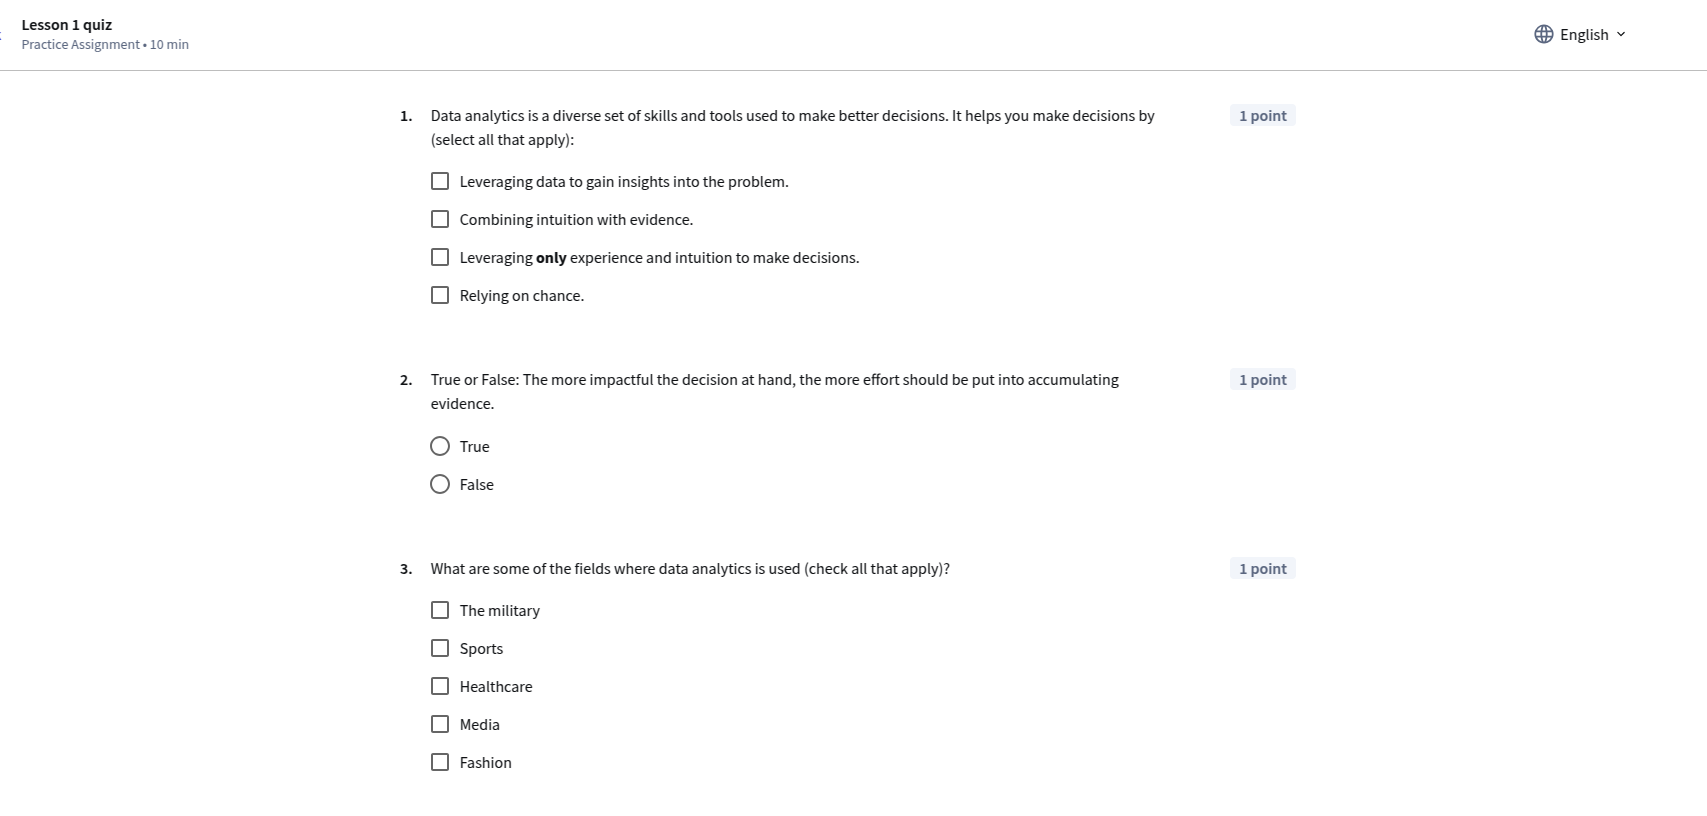 Lesson 1 quiz
Practice Assignment • 10 min
English
1. Data analytics is a diverse set of skills and tools used to make better decisions. It helps you make decisions by 1 point
(select all that apply):
Leveraging data to gain insights into the problem.
Combining intuition with evidence.
Leveraging only experience and intuition to make decisions.
Relying on chance.
2. True or False: The more impactful the decision at hand, the more effort should be put into accumulating 1 point
evidence.
True
False
3. What are some of the fields where data analytics is used (check all that apply)? 1 point
The military
Sports
Healthcare
Media
Fashion